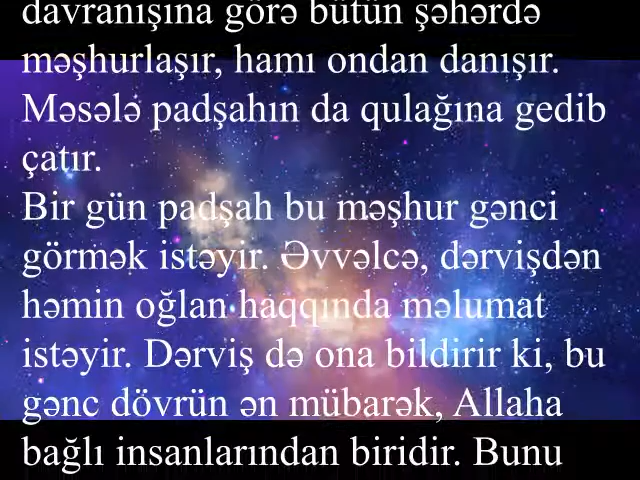 davranışına görə bütün şəhərdə
məşhurlaşır, hamı ondan danışır.
Məsələ padşahın da qulağına gedib
çatır.
Bir gün padşah bu məşhur gənci
görmək istəyir. Əvvəlcə, dərvişdən
həmin oğlan haqqında məlumat
istəyir. Dərviş də ona bildirir ki, bu
gənc dövrün ən mübarək, Allaha
bağlı insanlarından biridir. Bunu